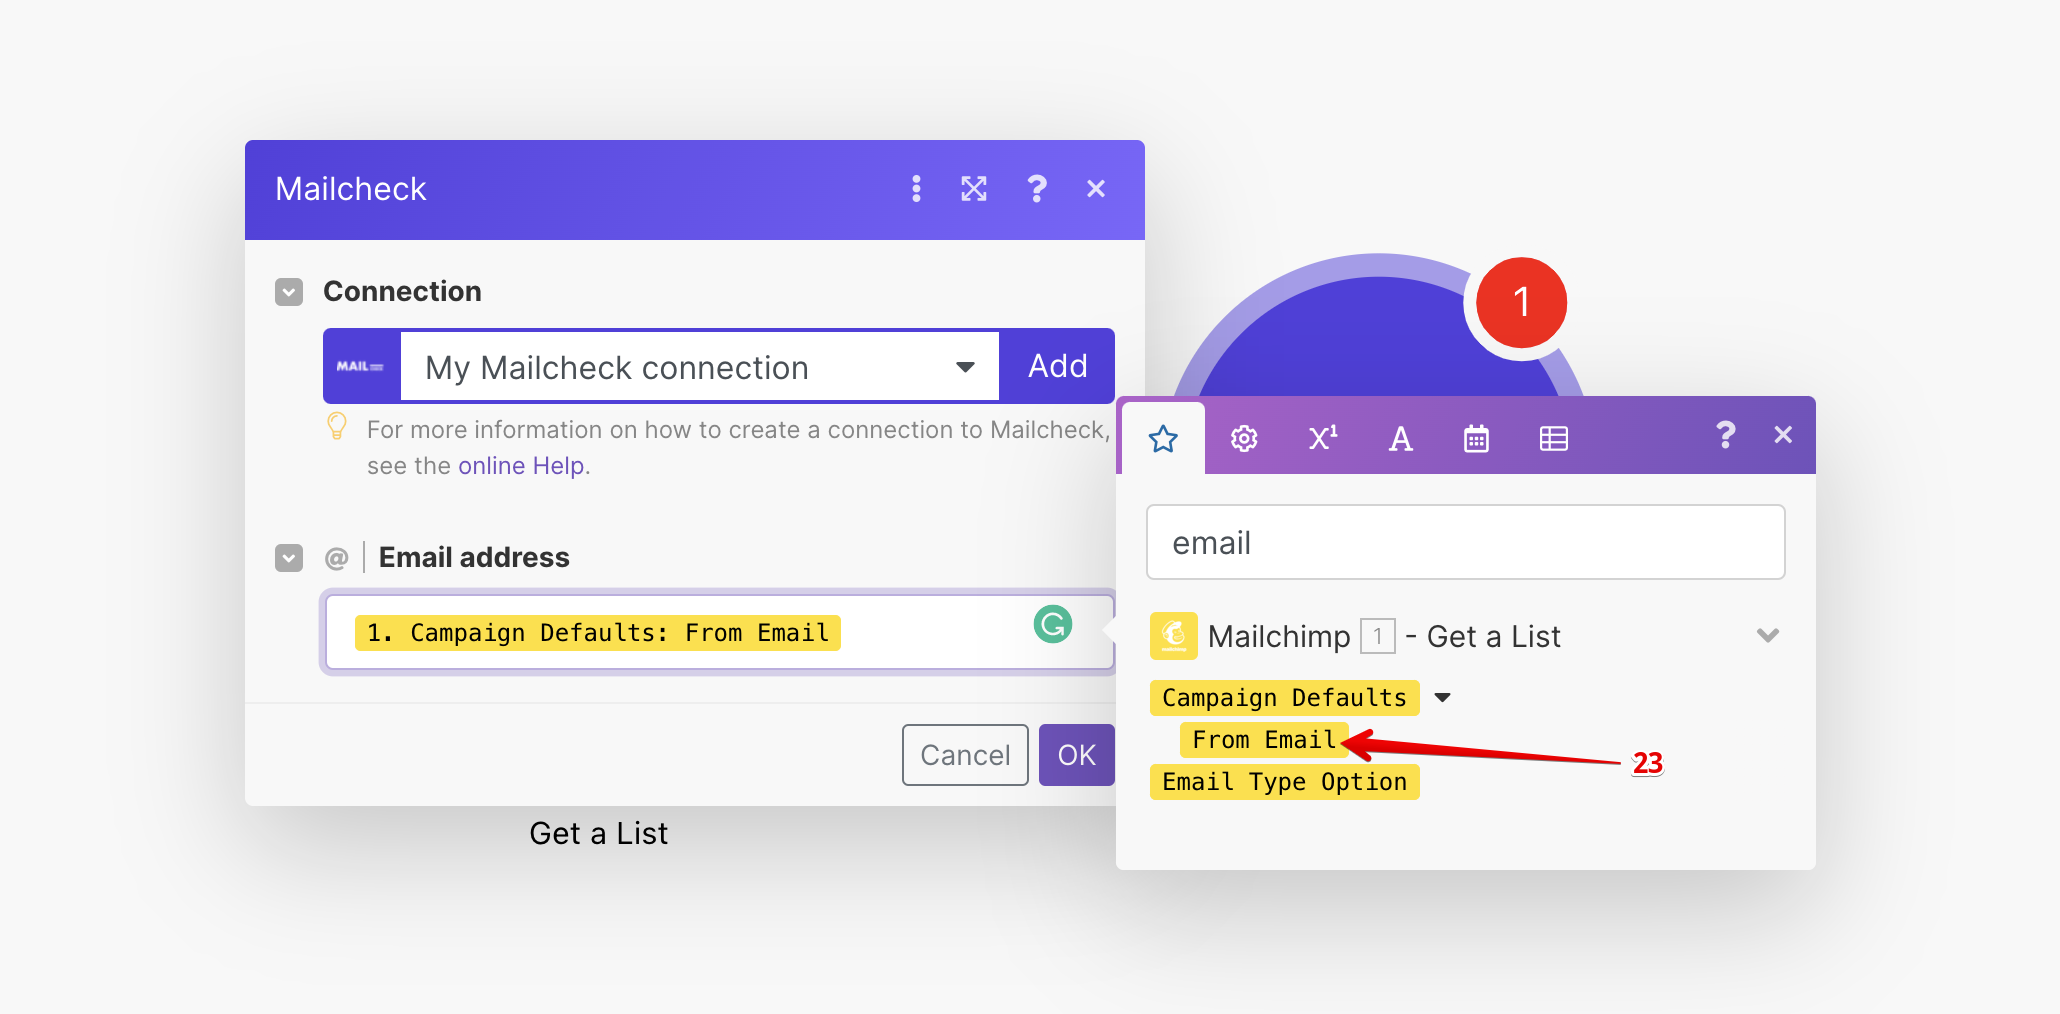 Mailcheck
Connection
MAIL
My Mailcheck connection
Add
For more information on how to create a connection to Mailcheck,
see the online Help.
@ Email address
1. Campaign Defaults: From Email
Cancel
OK
Get a List
1
X¹
A
?
email
Mailchimp 1 - Get a List
Campaign Defaults
From Email
23
Email Type Option